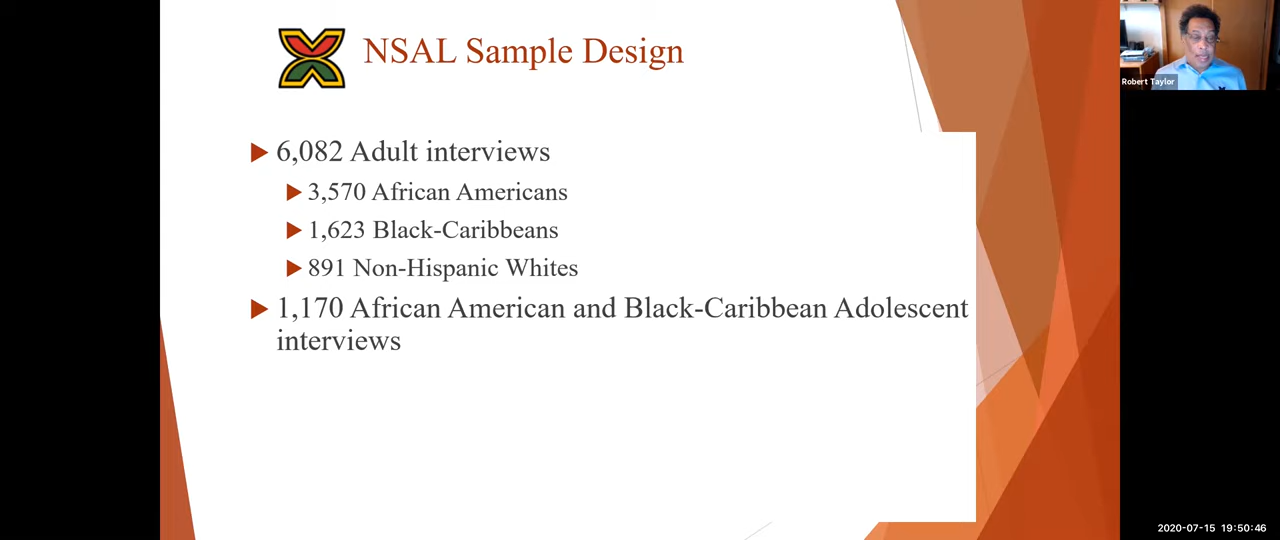 NSAL Sample Design
6,082 Adult interviews
3,570 African Americans
1,623 Black-Caribbeans
891 Non-Hispanic Whites
1,170 African American and Black-Caribbean Adolescent
interviews
Robert Taylor
2020-07-15 19:50:46